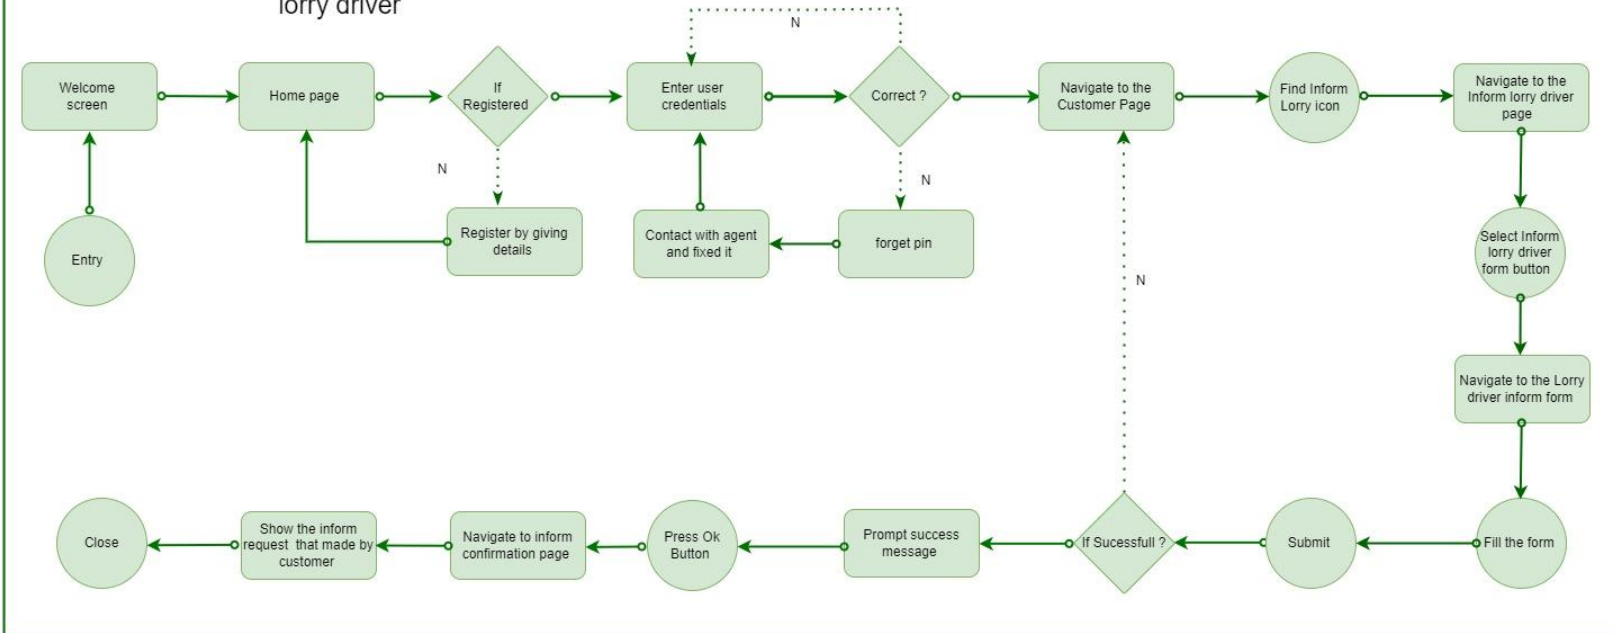 lorry driver
N
Welcome
screen
Home page
If
Registered
Enter user
credentials
Correct ?
Navigate to the
Customer Page
Find Inform
Lorry icon
Navigate to the
Inform lorry driver
page
N
N
Entry
Register by giving
details
Contact with agent
and fixed it
forget pin
Select Inform
lorry driver
form button
N
Navigate to the Lorry
driver inform form
Close
Show the inform
request that made by
customer
Navigate to inform
confirmation page
Press Ok
Button
Prompt success
message
If Sucessfull ?
Submit
Fill the form